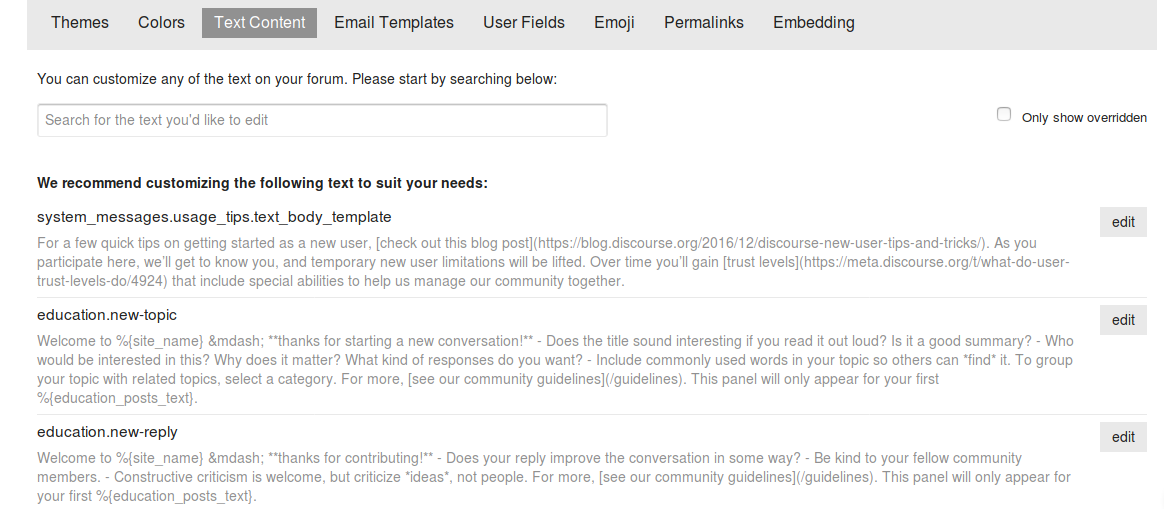 Themes Colors Text Content Email Templates User Fields Emoji Permalinks Embedding
You can customize any of the text on your forum. Please start by searching below:
Search for the text you'd like to edit
Only show overridden
We recommend customizing the following text to suit your needs:
system_messages.usage_tips.text_body_template
edit
For a few quick tips on getting started as a new user, [check out this blog post](https://blog.discourse.org/2016/12/discourse-new-user-tips-and-tricks/). As you
participate here, we’ll get to know you, and temporary new user limitations will be lifted. Over time you’ll gain [trust levels](https://meta.discourse.org/t/what-do-user-
trust-levels-do/4924) that include special abilities to help us manage our community together.
education.new-topic
edit
Welcome to %{site_name} &mdash; **thanks for starting a new conversation!** - Does the title sound interesting if you read it out loud? Is it a good summary? - Who
would be interested in this? Why does it matter? What kind of responses do you want? - Include commonly used words in your topic so others can *find* it. To group
your topic with related topics, select a category. For more, [see our community guidelines](/guidelines). This panel will only appear for your first
%{education_posts_text}.
education.new-reply
edit
Welcome to %{site_name} &mdash; **thanks for contributing!** - Does your reply improve the conversation in some way? - Be kind to your fellow community
members. - Constructive criticism is welcome, but criticize *ideas*, not people. For more, [see our community guidelines](/guidelines). This panel will only appear for
your first %{education_posts_text}.